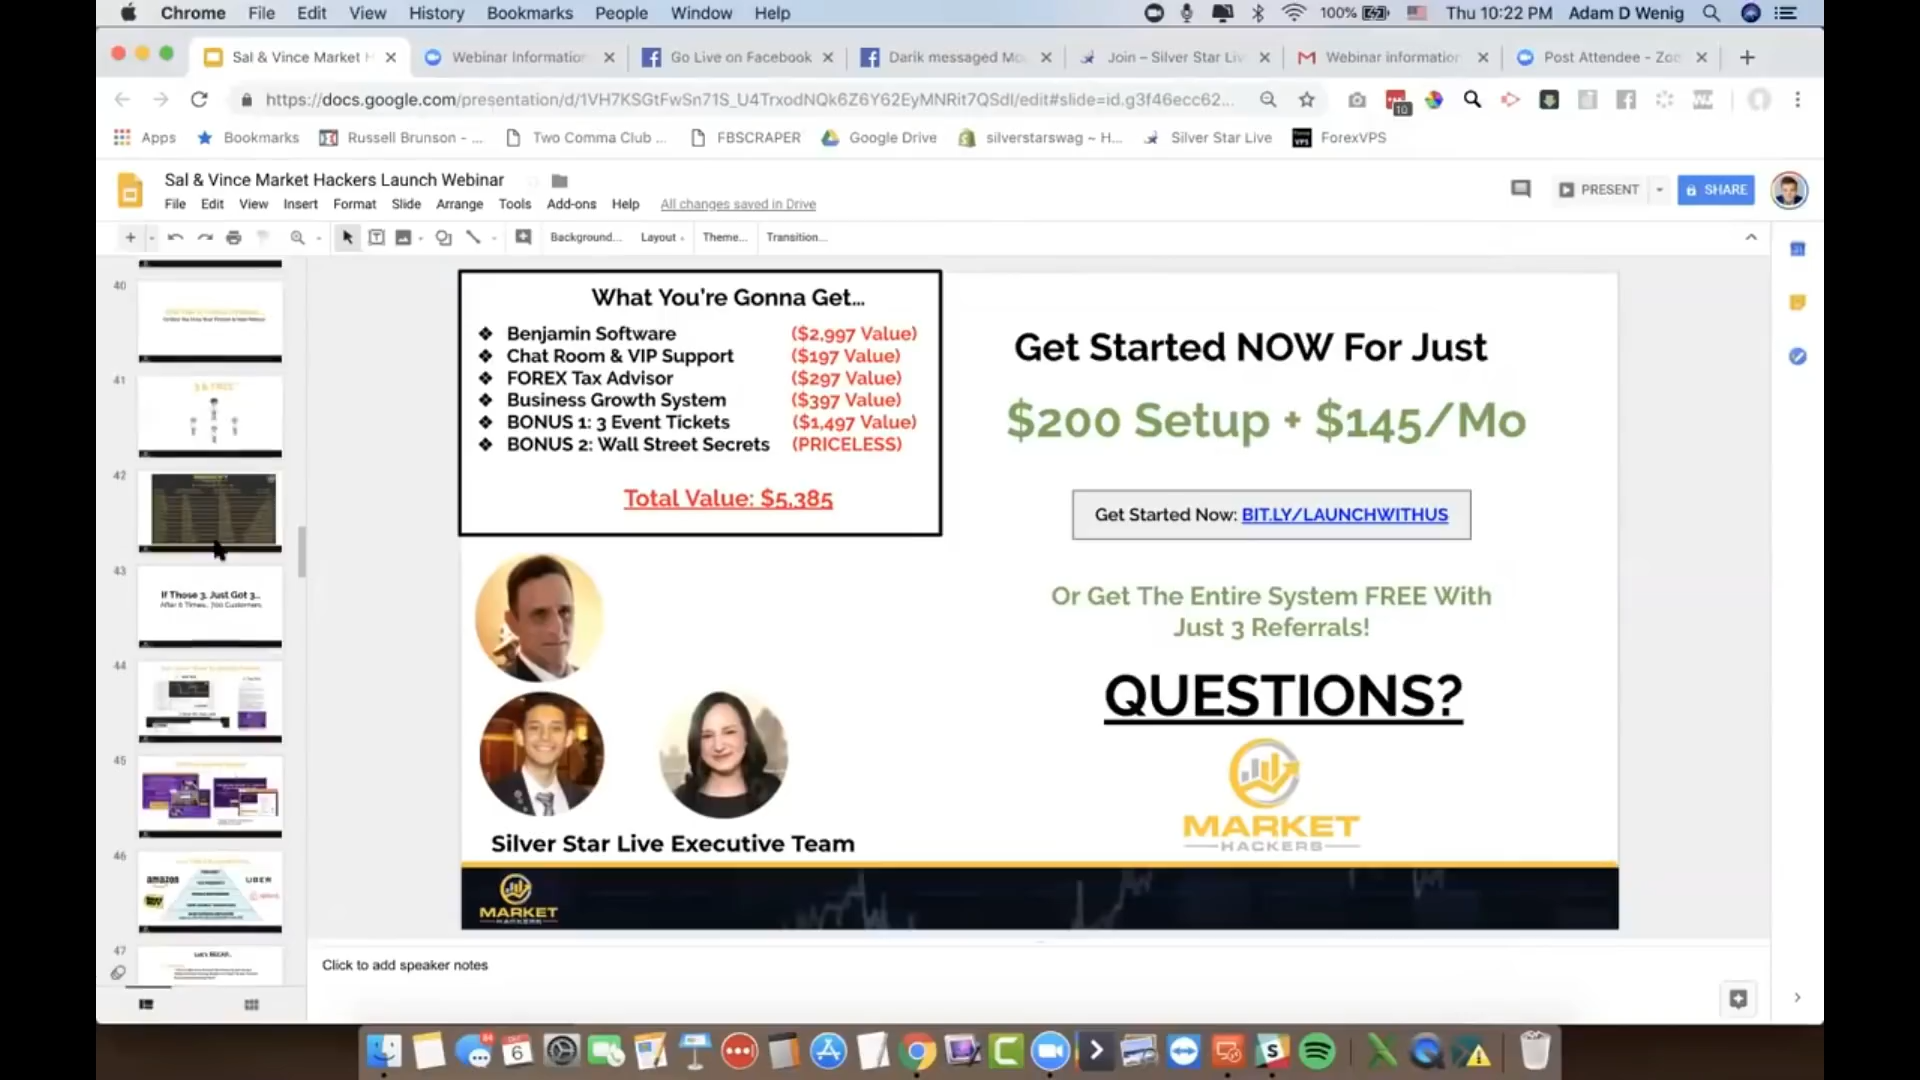 Chrome File Edit View History Bookmarks People Window Help 100% Thu 10:22 PM Adam D Wenig
Sal & Vince Market H Webinar Information Go Live on Facebook Darik messaged Mo Join – Silver Star Liv Webinar information Post Attendee - Zoo
https://docs.google.com/presentation/d/1VH7KSGtFwSn71S_U4TrxodNQk6Z6Y62EyMNRit7QSdI/edit#slide=id.g3f46ecc62... 10
Apps Bookmarks Russell Brunson - ... Two Comma Club ... FBSCRAPER Google Drive silverstarswag ~ H... Silver Star Live ForexVPS
Sal & Vince Market Hackers Launch Webinar
File Edit View Insert Format Slide Arrange Tools Add-ons Help All changes saved in Drive
PRESENT SHARE
Background... Layout Theme... Transition...
40
41
3 & FREE
42
43
If Those 3, Just Got 3...
44
45
46
amazon UBER
47
Let's RECAP..
What You're Gonna Get...
❖ Benjamin Software ($2,997 Value)
❖ Chat Room & VIP Support ($197 Value)
❖ FOREX Tax Advisor ($297 Value)
❖ Business Growth System ($397 Value)
❖ BONUS 1: 3 Event Tickets ($1,497 Value)
❖ BONUS 2: Wall Street Secrets (PRICELESS)
Total Value: $5,385
Silver Star Live Executive Team
Get Started NOW For Just
$200 Setup + $145/Mo
Get Started Now: BIT.LY/LAUNCHWITHUS
Or Get The Entire System FREE With
Just 3 Referrals!
QUESTIONS?
MARKET
HACKERS
MARKET
HACKERS
Click to add speaker notes